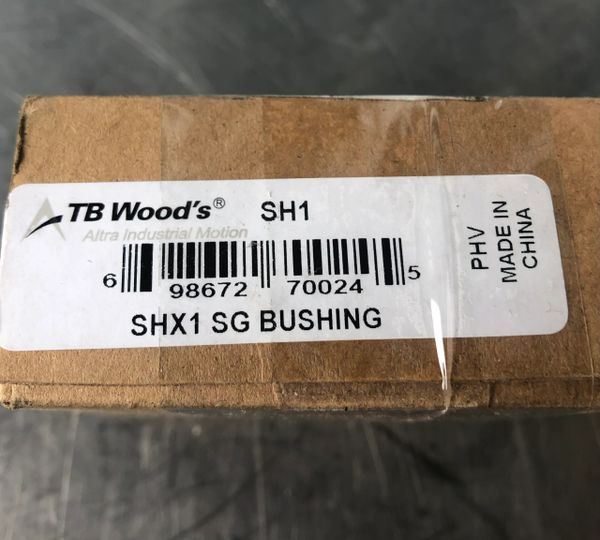 TB Wood's® SH1
Altra Industrial Motion
6 98672 70024 5
SHX1 SG BUSHING
PHV
MADE IN
CHINA